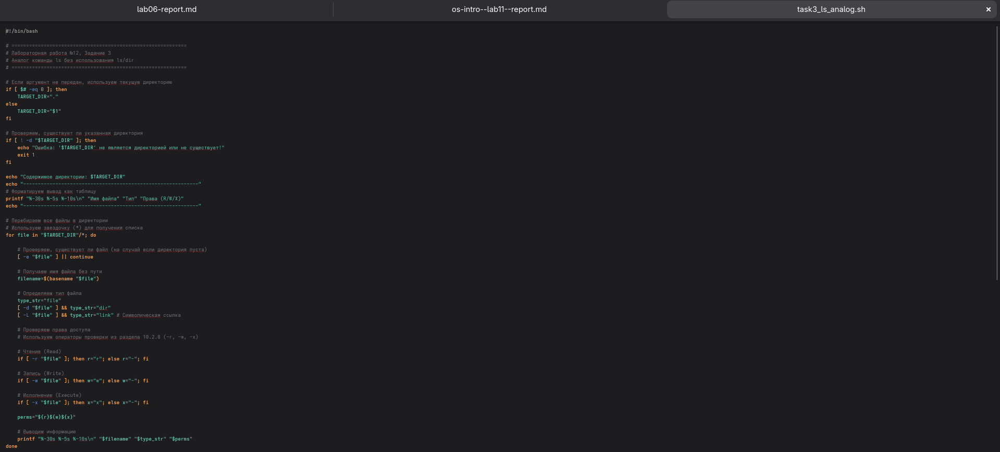 lab06-report.md
os-intro--lab11--report.md
task3_ls_analog.sh
#!/bin/bash
# ============================================================
# Лабораторная работа №12, Задание 3
# Аналог команды ls без использования ls/dir
# ============================================================
# Если аргумент не передан, используем текущую директорию
if [ $# -eq 0 ]; then
    TARGET_DIR="."
else
    TARGET_DIR="$1"
fi
# Проверяем, существует ли указанная директория
if [ ! -d "$TARGET_DIR" ]; then
    echo "Ошибка: '$TARGET_DIR' не является директорией или не существует!"
    exit 1
fi
echo "Содержимое директории: $TARGET_DIR"
echo "------------------------------------------------------------"
# Форматируем вывод как таблицу
printf "%-30s %-5s %-10s\n" "Имя файла" "Тип" "Права (R/W/X)"
echo "------------------------------------------------------------"
# Перебираем все файлы в директории
# Используем звездочку (*) для получения списка
for file in "$TARGET_DIR"/*; do
    # Проверяем, существует ли файл (на случай если директория пуста)
    [ -e "$file" ] || continue
    # Получаем имя файла без пути
    filename=$(basename "$file")
    # Определяем тип файла
    type_str="file"
    [ -d "$file" ] && type_str="dir"
    [ -L "$file" ] && type_str="link" # Символическая ссылка
    # Проверяем права доступа
    # Используем операторы проверки из раздела 10.2.8 (-r, -w, -x)
    # Чтение (Read)
    if [ -r "$file" ]; then r="r"; else r="-"; fi
    # Запись (Write)
    if [ -w "$file" ]; then w="w"; else w="-"; fi
    # Исполнение (Execute)
    if [ -x "$file" ]; then x="x"; else x="-"; fi
    perms="${r}${w}${x}"
    # Выводим информацию
    printf "%-30s %-5s %-10s\n" "$filename" "$type_str" "$perms"
done